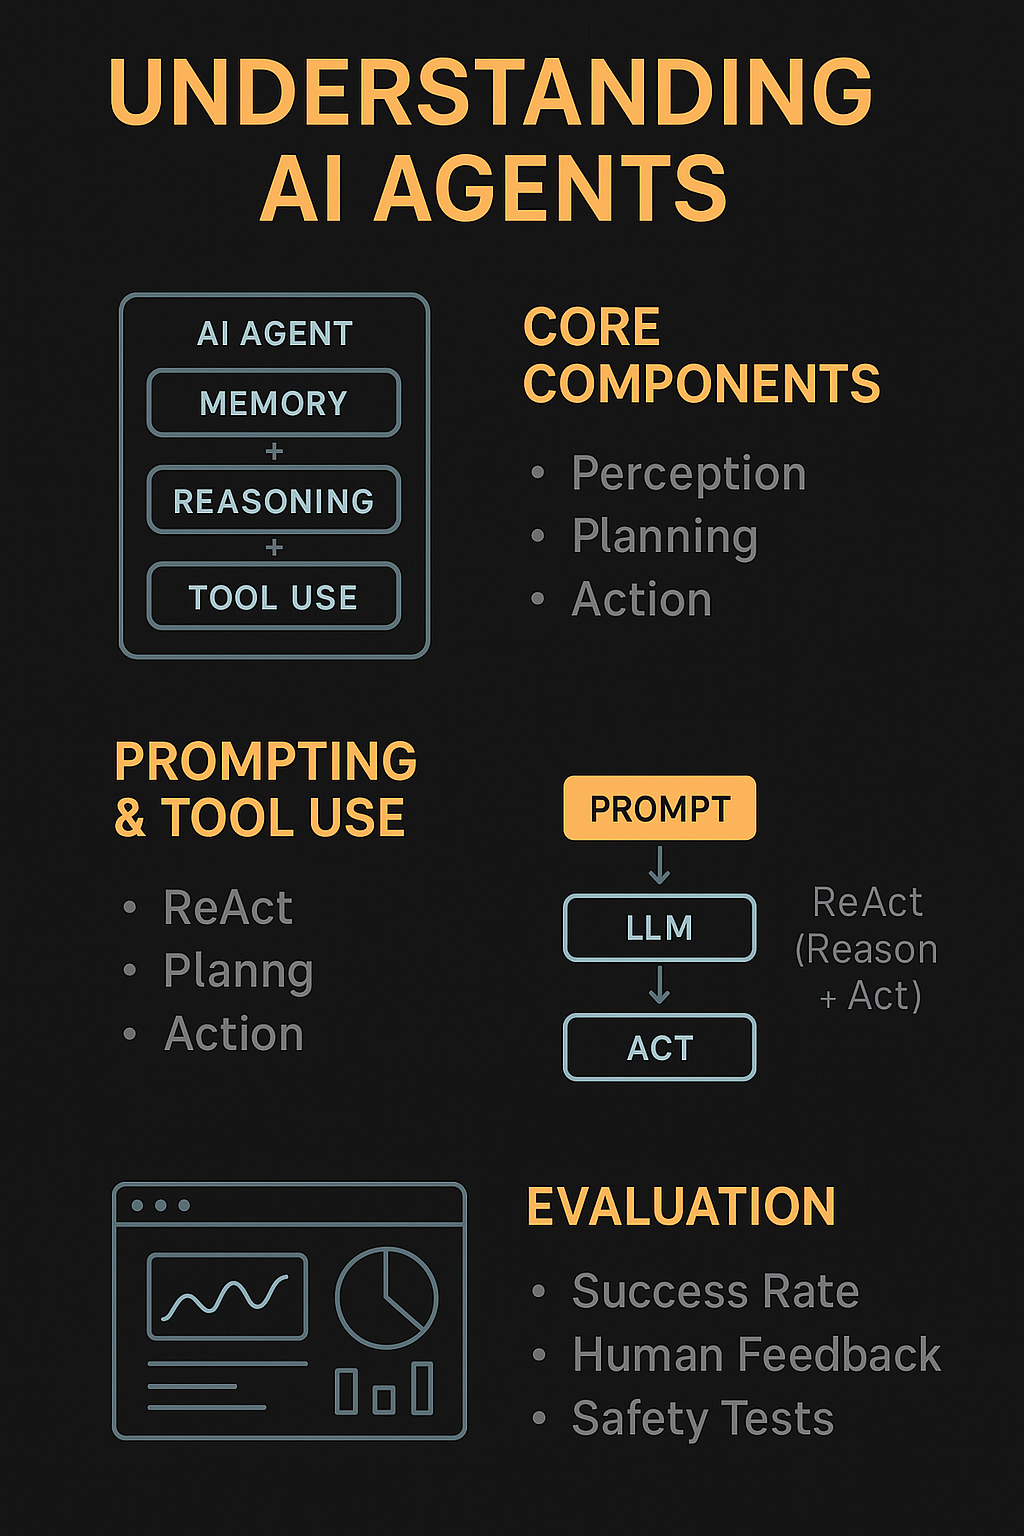 UNDERSTANDING
AI AGENTS
AI AGENT
MEMORY
+
REASONING
+
TOOL USE
CORE
COMPONENTS
• Perception
• Planning
• Action
PROMPTING
& TOOL USE
• ReAct
• Planng
• Action
PROMPT
LLM
ACT
ReAct
(Reason
+ Act)
EVALUATION
• Success Rate
• Human Feedback
• Safety Tests